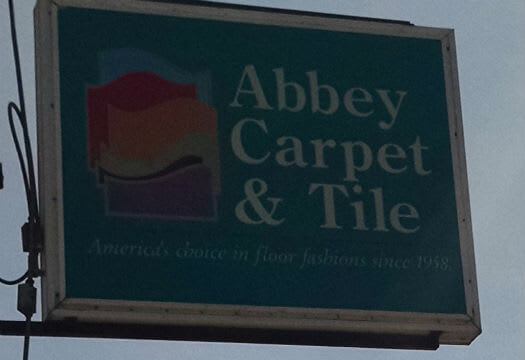 Abbey
Carpet
& Tile
America's choice in floor fashions since 1958.